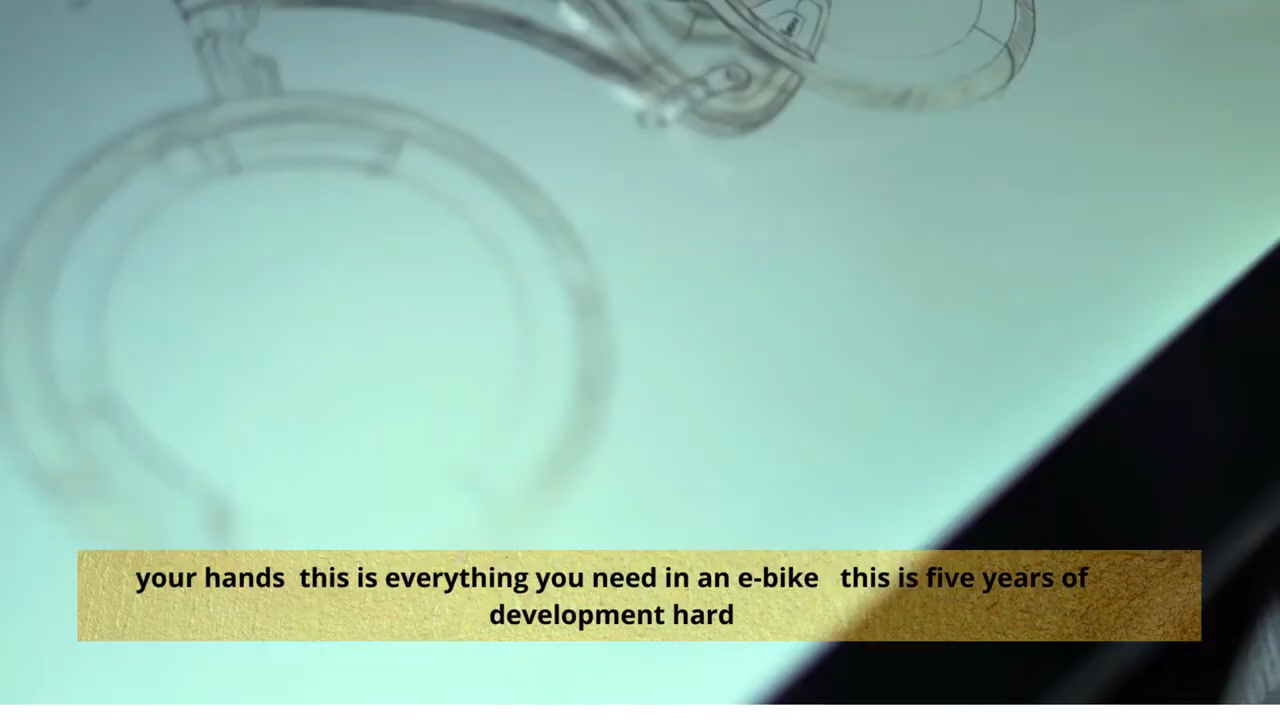 your hands  this is everything you need in an e-bike   this is five years of
development hard